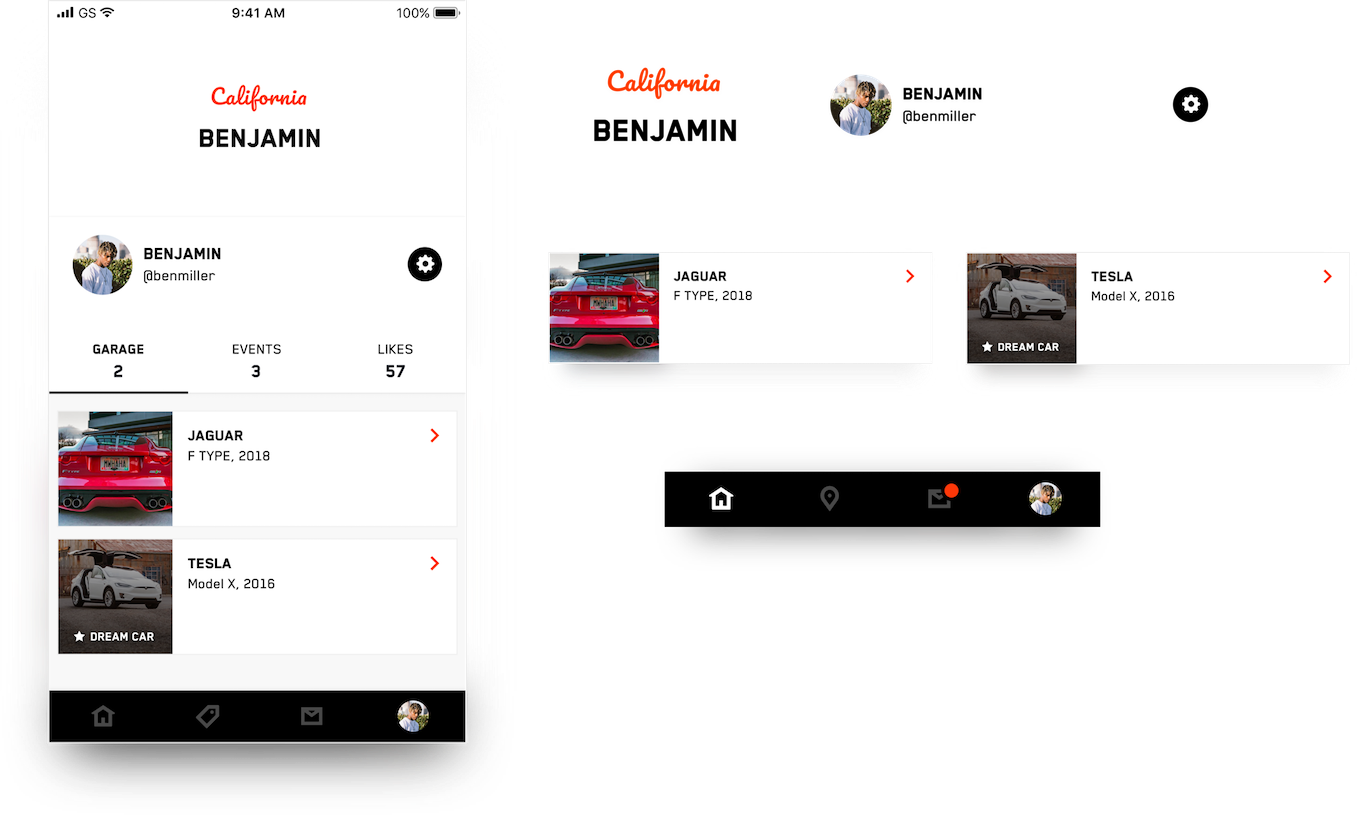 GS 9:41 AM 100%
California
BENJAMIN
BENJAMIN
@benmiller
GARAGE EVENTS LIKES
2 3 57
JAGUAR
F TYPE, 2018
TESLA
Model X, 2016
DREAM CAR
California
BENJAMIN
BENJAMIN
@benmiller
JAGUAR
F TYPE, 2018
TESLA
Model X, 2016
DREAM CAR